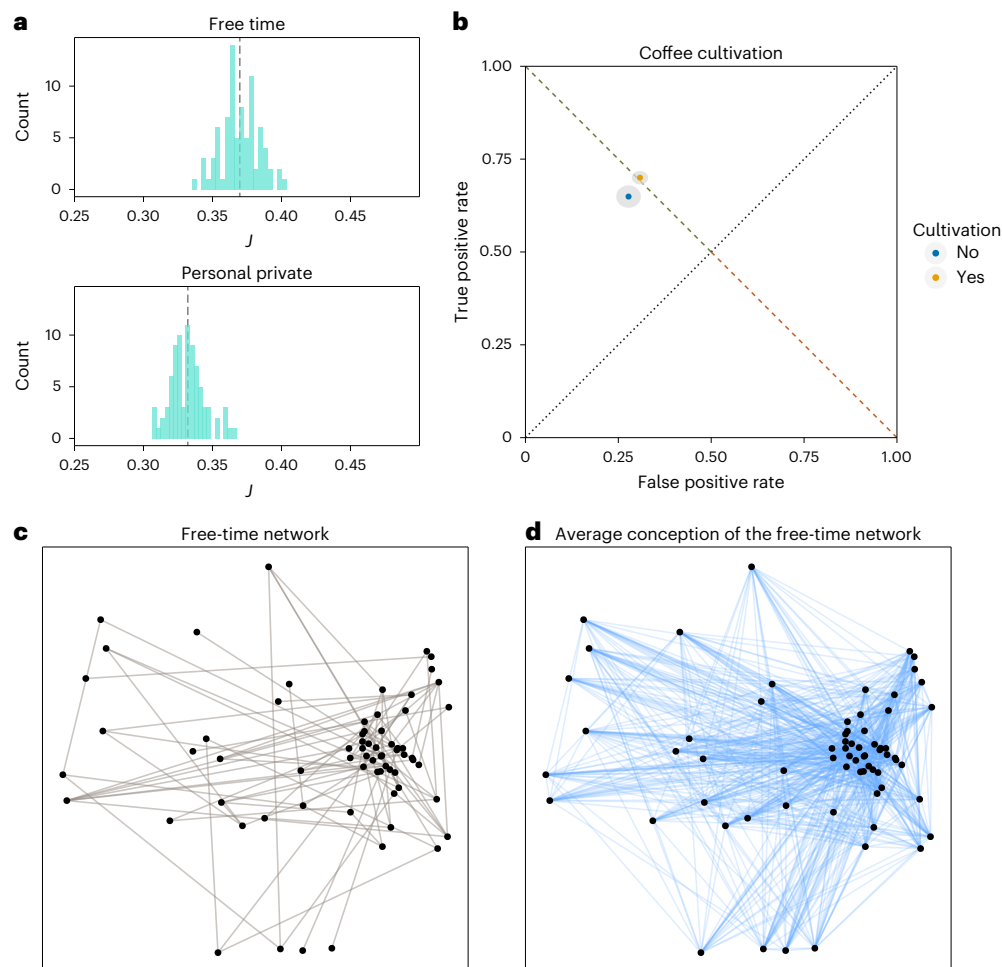 a
Free time
Count
10
5
0
0.25 0.30 0.35 0.40 0.45
J
Personal private
Count
10
5
0
0.25 0.30 0.35 0.40 0.45
J
b
Coffee cultivation
True positive rate
1.00
0.75
0.50
0.25
0
0 0.25 0.50 0.75 1.00
False positive rate
Cultivation
No
Yes
c
Free-time network
d
Average conception of the free-time network